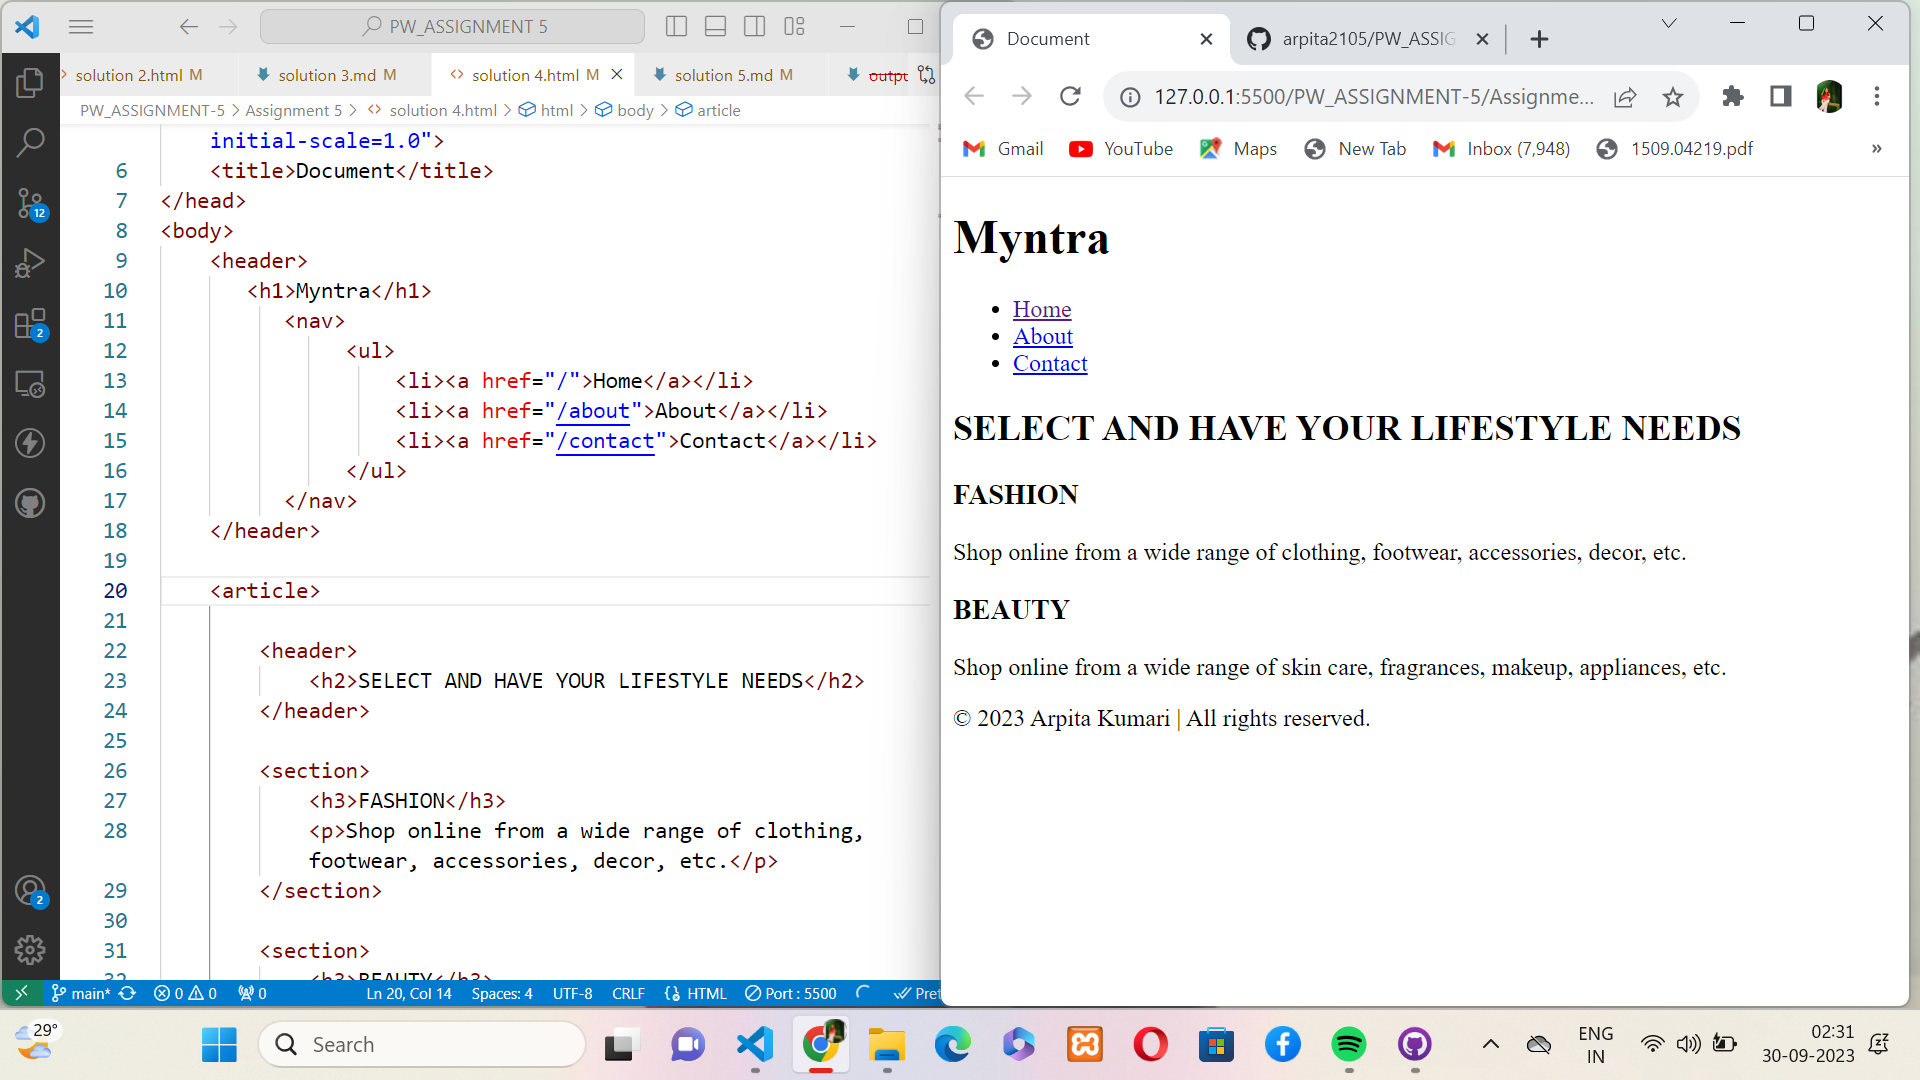 PW_ASSIGNMENT 5
solution 2.html M
solution 3.md M
solution 4.html M
solution 5.md M
outpu
PW_ASSIGNMENT-5 > Assignment 5 > solution 4.html > html > body > article
initial-scale=1.0">
6 <title>Document</title>
7 </head>
8 <body>
9 <header>
10 <h1>Myntra</h1>
11 <nav>
12 <ul>
13 <li><a href="/">Home</a></li>
14 <li><a href="/about">About</a></li>
15 <li><a href="/contact">Contact</a></li>
16 </ul>
17 </nav>
18 </header>
19
20 <article>
21
22 <header>
23 <h2>SELECT AND HAVE YOUR LIFESTYLE NEEDS</h2>
24 </header>
25
26 <section>
27 <h3>FASHION</h3>
28 <p>Shop online from a wide range of clothing,
footwear, accessories, decor, etc.</p>
29 </section>
30
31 <section>
32 <h3>BEAUTY</h3>
12
2
2
main* 0 0 0 Ln 20, Col 14 Spaces: 4 UTF-8 CRLF HTML Port : 5500 Pret
Document
arpita2105/PW_ASSIG
127.0.0.1:5500/PW_ASSIGNMENT-5/Assignme...
Gmail YouTube Maps New Tab Inbox (7,948) 1509.04219.pdf »
Myntra
Home
About
Contact
SELECT AND HAVE YOUR LIFESTYLE NEEDS
FASHION
Shop online from a wide range of clothing, footwear, accessories, decor, etc.
BEAUTY
Shop online from a wide range of skin care, fragrances, makeup, appliances, etc.
© 2023 Arpita Kumari | All rights reserved.
29°
Search
ENG
IN
02:31
30-09-2023